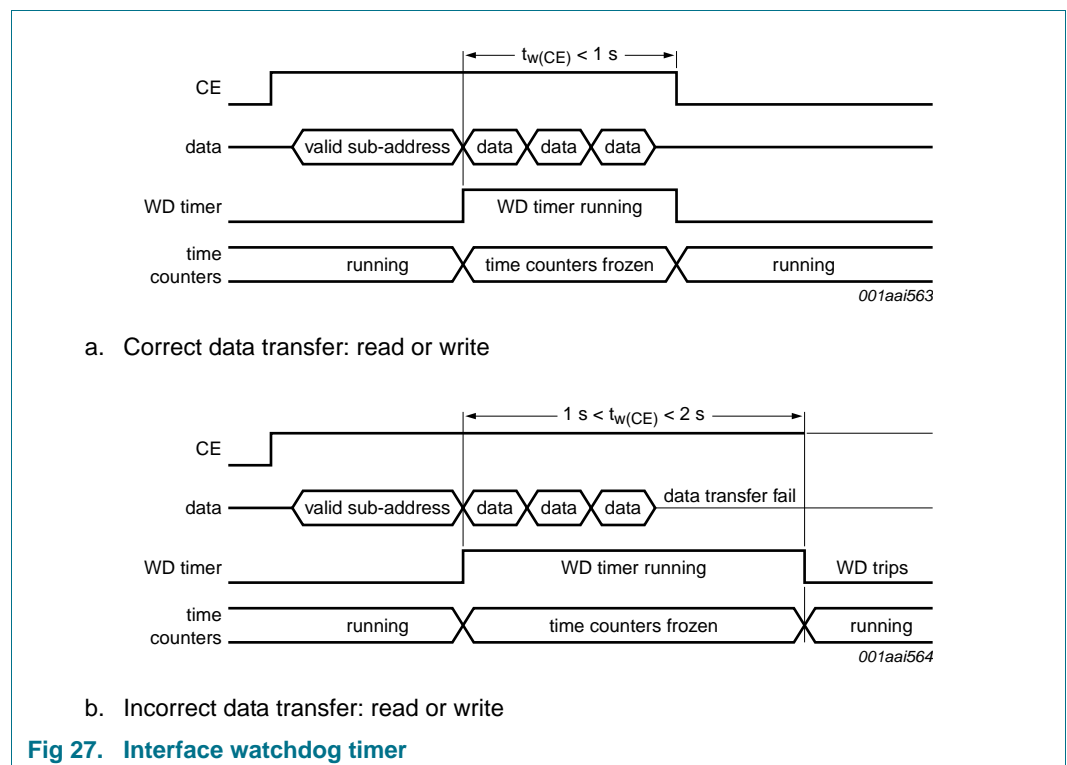 tw(CE) < 1 s
CE
data
valid sub-address
data
data
data
WD timer
WD timer running
time
counters
running
time counters frozen
running
001aai563
a. Correct data transfer: read or write
1 s < tw(CE) < 2 s
CE
data
valid sub-address
data
data
data
data transfer fail
WD timer
WD timer running
WD trips
time
counters
running
time counters frozen
running
001aai564
b. Incorrect data transfer: read or write
Fig 27. Interface watchdog timer